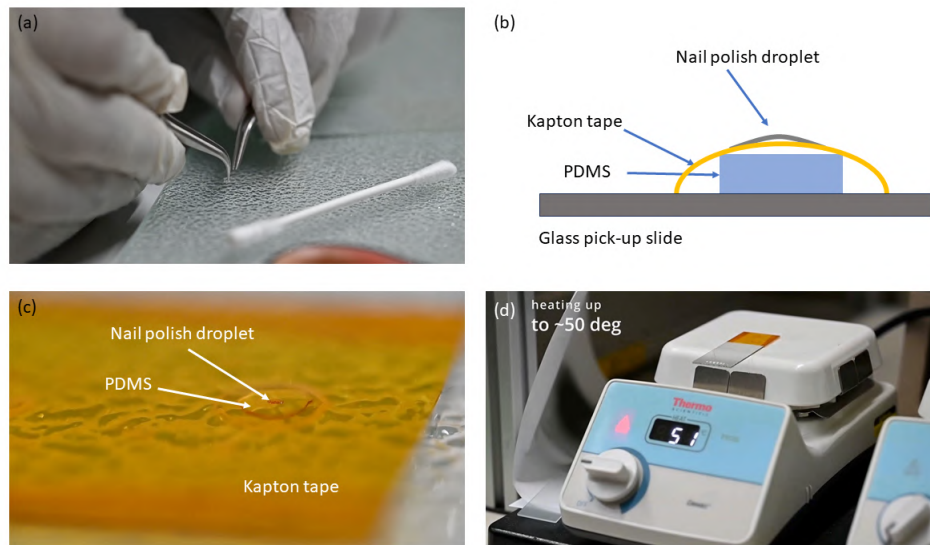 (a)
(b)
Nail polish droplet
Kapton tape
PDMS
Glass pick-up slide
(c)
Nail polish droplet
PDMS
Kapton tape
(d)
heating up
to ~50 deg
Thermo
SCIENTIFIC
51